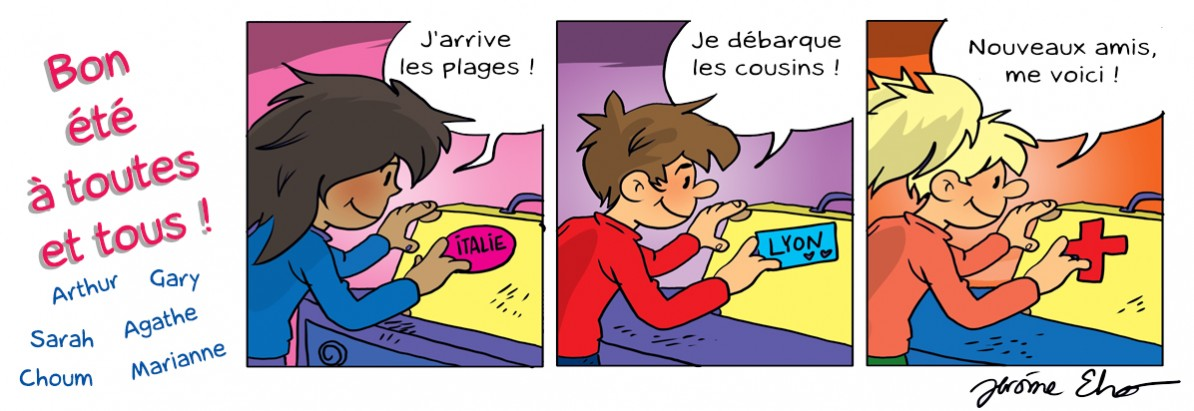 Bon
été
à toutes
et tous !
Arthur Gary
Sarah Agathe
Choum Marianne
J'arrive
les plages !
ITALIE
Je débarque
les cousins !
LYON
Nouveaux amis,
me voici !
Jérôme